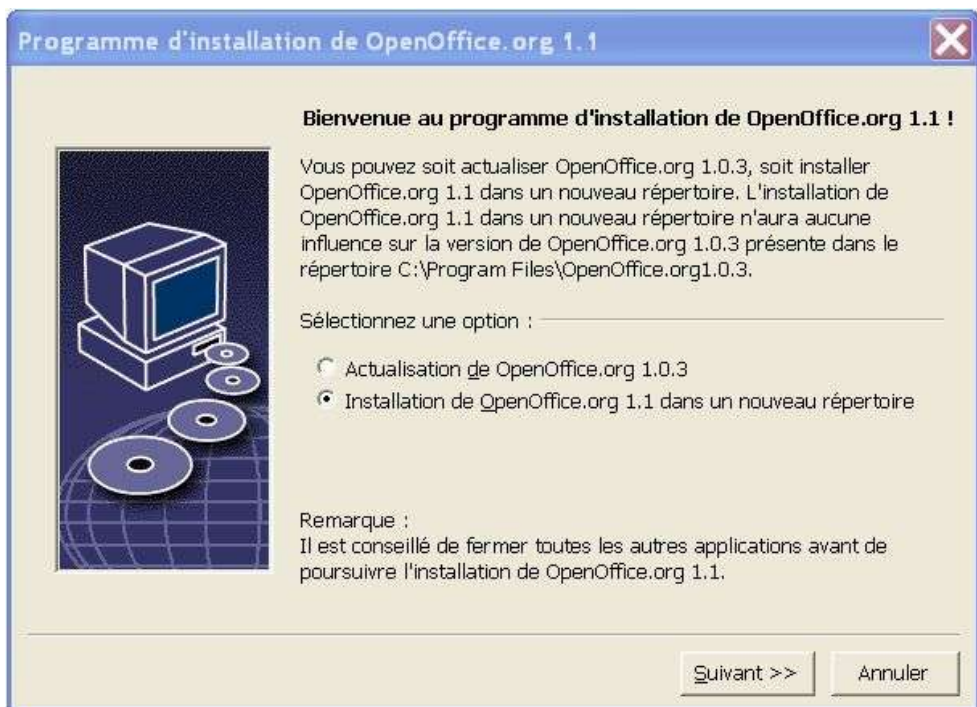 Programme d'installation de OpenOffice.org 1.1
Bienvenue au programme d'installation de OpenOffice.org 1.1 !
Vous pouvez soit actualiser OpenOffice.org 1.0.3, soit installer
OpenOffice.org 1.1 dans un nouveau répertoire. L'installation de
OpenOffice.org 1.1 dans un nouveau répertoire n'aura aucune
influence sur la version de OpenOffice.org 1.0.3 présente dans le
répertoire C:\Program Files\OpenOffice.org1.0.3.
Sélectionnez une option :
Actualisation de OpenOffice.org 1.0.3
Installation de OpenOffice.org 1.1 dans un nouveau répertoire
Remarque :
Il est conseillé de fermer toutes les autres applications avant de
poursuivre l'installation de OpenOffice.org 1.1.
Suivant >>
Annuler